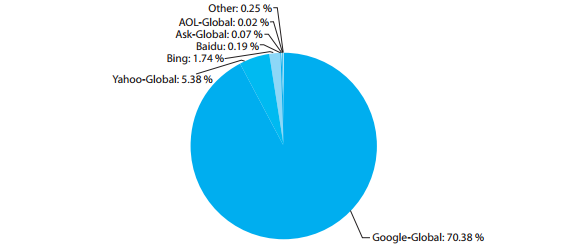 Other: 0.25 %
AOL-Global: 0.02 %
Ask-Global: 0.07 %
Baidu: 0.19 %
Bing: 1.74 %
Yahoo-Global: 5.38 %
Google-Global: 70.38 %